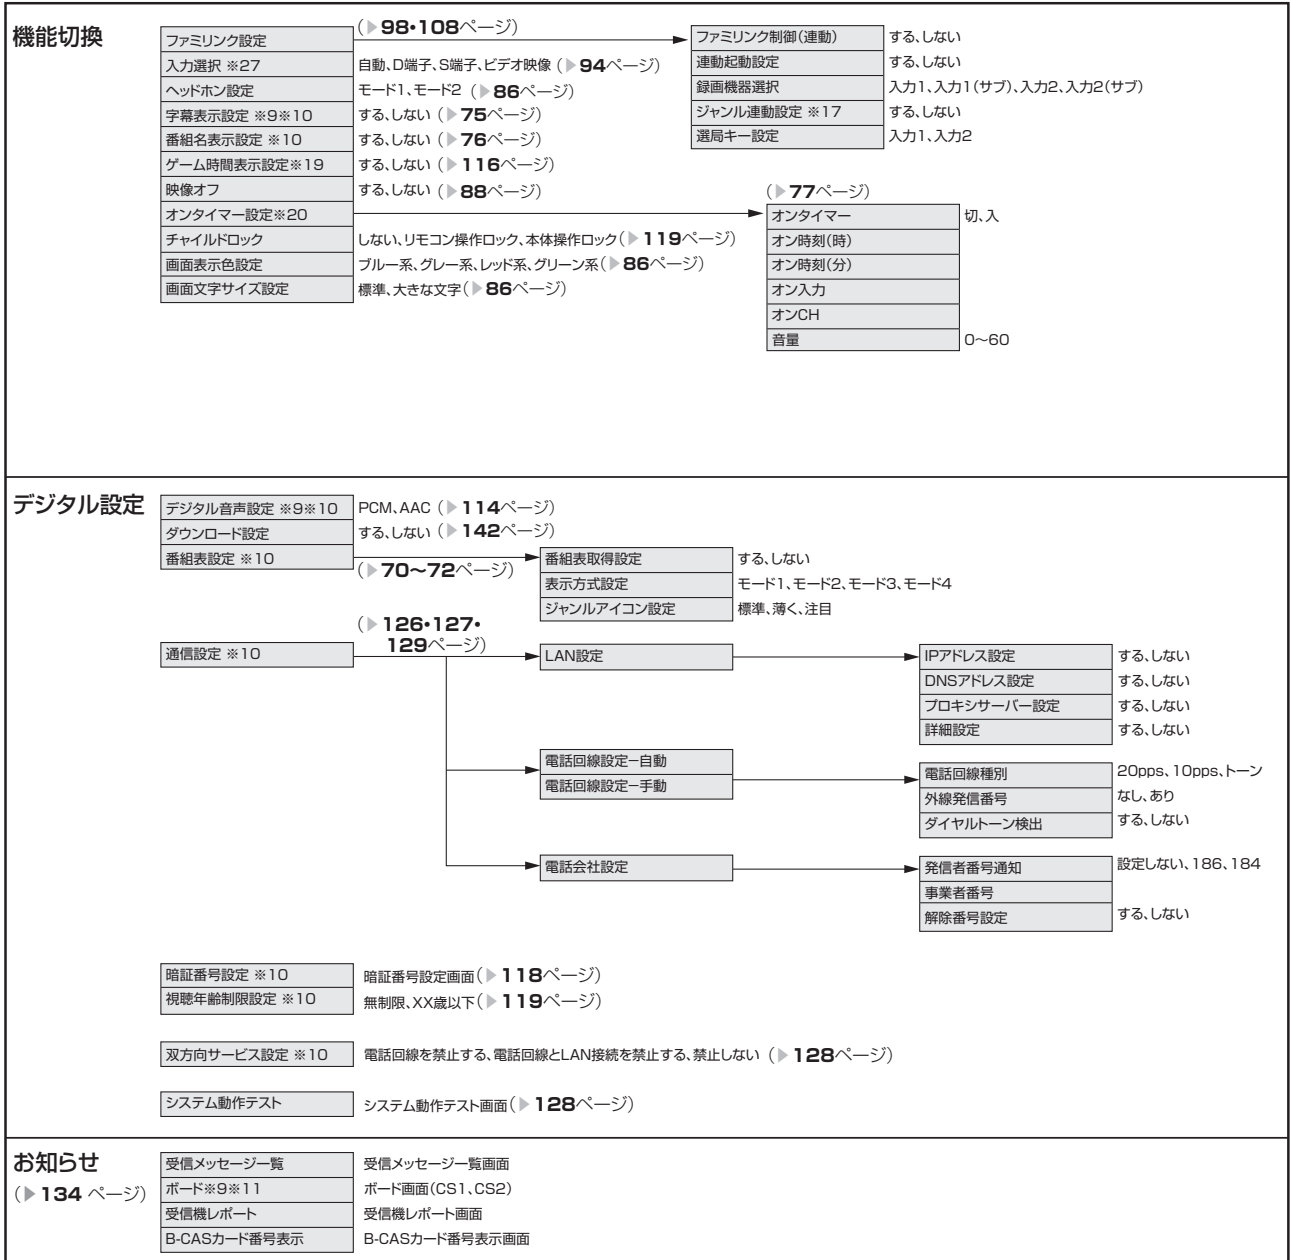 機能切換
ファミリンク設定 (▶98•108ページ)
ファミリンク制御(連動) する、しない
連動起動設定 する、しない
録画機器選択 入力1、入力1(サブ)、入力2、入力2(サブ)
ジャンル連動設定 ※17 する、しない
選局キー設定 入力1、入力2
入力選択 ※27 自動、D端子、S端子、ビデオ映像 (▶94ページ)
ヘッドホン設定 モード1、モード2 (▶86ページ)
字幕表示設定 ※9※10 する、しない (▶75ページ)
番組名表示設定 ※10 する、しない (▶76ページ)
ゲーム時間表示設定※19 する、しない (▶116ページ)
映像オフ する、しない (▶88ページ)
オンタイマー設定※20
(▶77ページ)
オンタイマー 切、入
オン時刻(時)
オン時刻(分)
オン入力
オンCH
音量 0~60
チャイルドロック しない、リモコン操作ロック、本体操作ロック(▶119ページ)
画面表示色設定 ブルー系、グレー系、レッド系、グリーン系(▶86ページ)
画面文字サイズ設定 標準、大きな文字(▶86ページ)
デジタル設定
デジタル音声設定 ※9※10 PCM、AAC (▶114ページ)
ダウンロード設定 する、しない (▶142ページ)
番組表設定 ※10 (▶70~72ページ)
番組表取得設定 する、しない
表示方式設定 モード1、モード2、モード3、モード4
ジャンルアイコン設定 標準、薄く、注目
通信設定 ※10
(▶126•127•
129ページ)
LAN設定
IPアドレス設定 する、しない
DNSアドレス設定 する、しない
プロキシサーバー設定 する、しない
詳細設定 する、しない
電話回線設定−自動
電話回線設定−手動
電話回線種別 20pps、10pps、トーン
外線発信番号 なし、あり
ダイヤルトーン検出 する、しない
電話会社設定
発信者番号通知 設定しない、186、184
事業者番号
解除番号設定 する、しない
暗証番号設定 ※10 暗証番号設定画面(▶118ページ)
視聴年齢制限設定 ※10 無制限、XX歳以下(▶119ページ)
双方向サービス設定 ※10 電話回線を禁止する、電話回線とLAN接続を禁止する、禁止しない (▶128ページ)
システム動作テスト システム動作テスト画面(▶128ページ)
お知らせ
(▶134 ページ)
受信メッセージ一覧 受信メッセージ一覧画面
ボード※9※11 ボード画面(CS1、CS2)
受信機レポート 受信機レポート画面
B-CASカード番号表示 B-CASカード番号表示画面